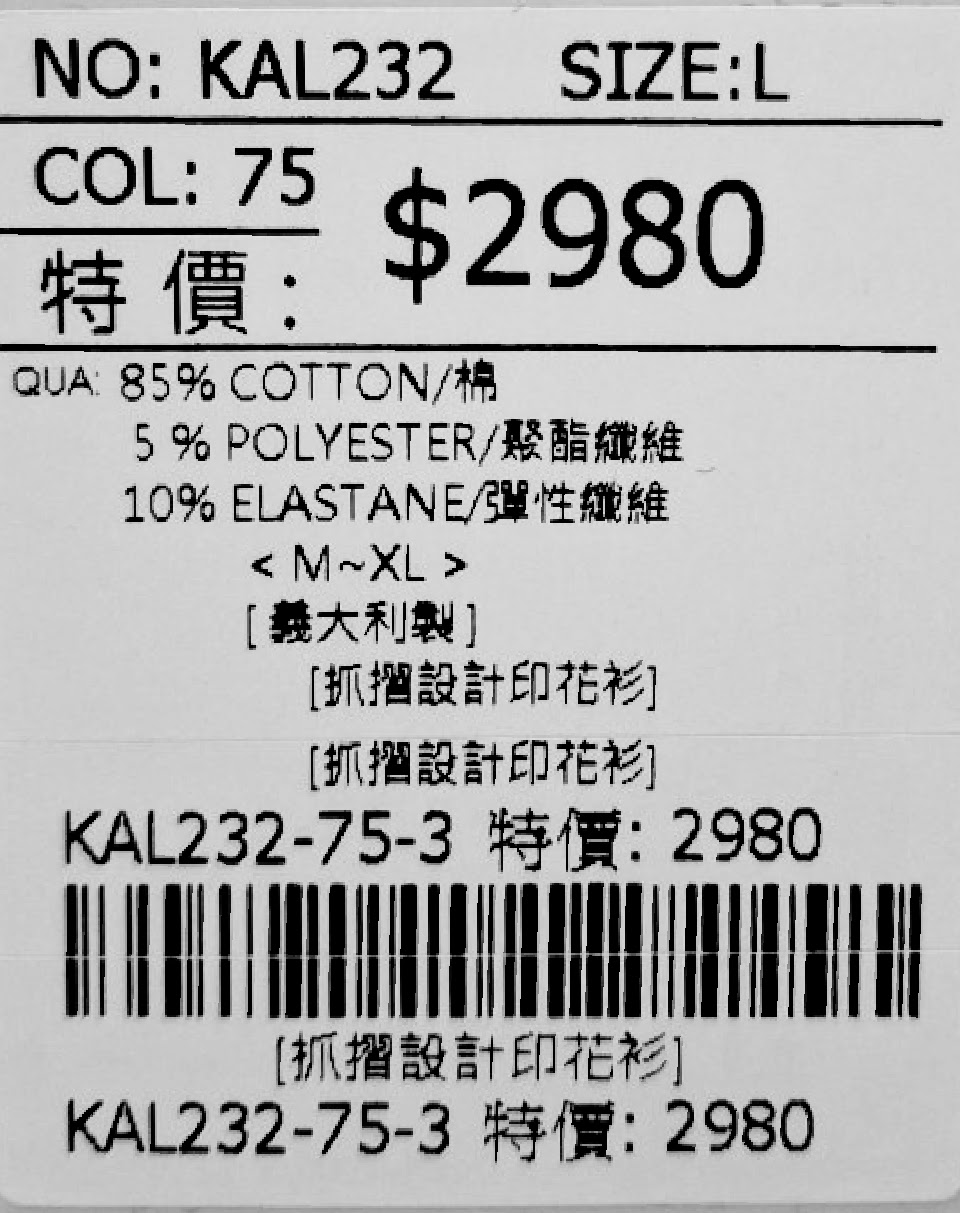 NO: KAL232 SIZE:L
COL: 75 $2980
特價:
QUA: 85% COTTON/棉
5 % POLYESTER/聚酯纖維
10% ELASTANE/彈性纖維
< M~XL >
[義大利製]
[抓摺設計印花衫]
[抓摺設計印花衫]
KAL232-75-3 特價: 2980
[抓摺設計印花衫]
KAL232-75-3 特價: 2980